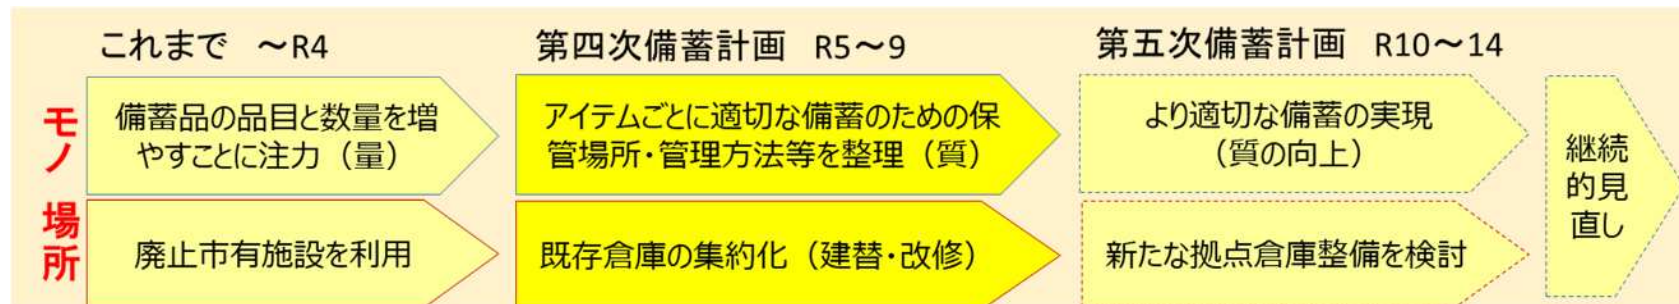 これまで ～R4
第四次備蓄計画 R5～9
第五次備蓄計画 R10～14
モノ
備蓄品の品目と数量を増
やすことに注力（量）
アイテムごとに適切な備蓄のための保
管場所・管理方法等を整理（質）
より適切な備蓄の実現
（質の向上）
場所
廃止市有施設を利用
既存倉庫の集約化（建替・改修）
新たな拠点倉庫整備を検討
継続
的見
直し